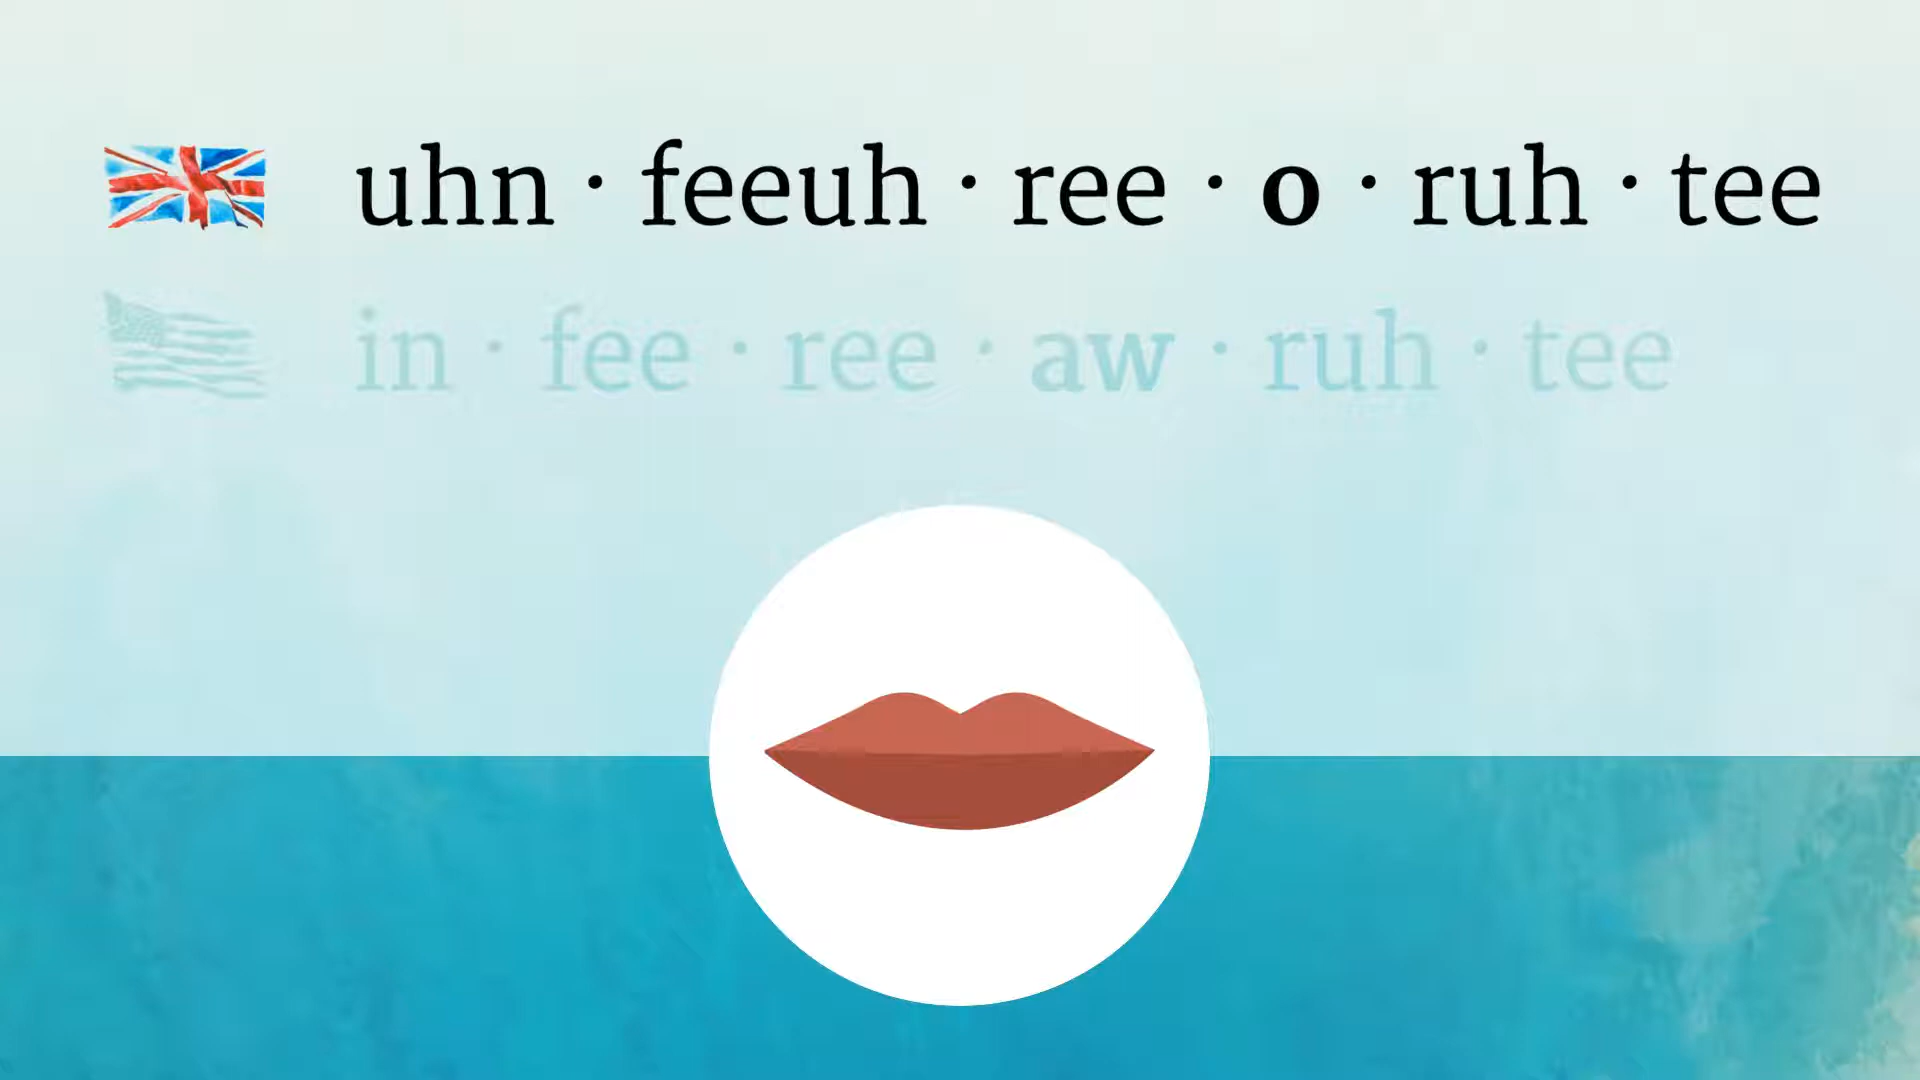 uhn · feeuh · ree · o · ruh · tee
in · fee · ree · aw · ruh · tee